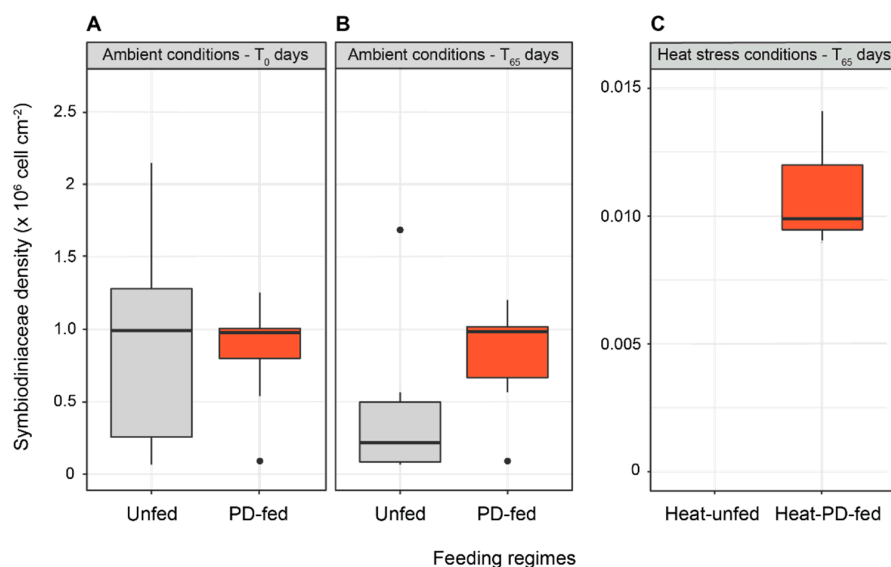 A
B
C
Ambient conditions - T₀ days
Ambient conditions - T₆₅ days
Heat stress conditions - T₆₅ days
Symbiodiniaceae density (x 10⁶ cell cm⁻²)
2.5
2
1.5
1.0
0.5
0
0.015
0.010
0.005
0
Unfed
PD-fed
Unfed
PD-fed
Heat-unfed
Heat-PD-fed
Feeding regimes